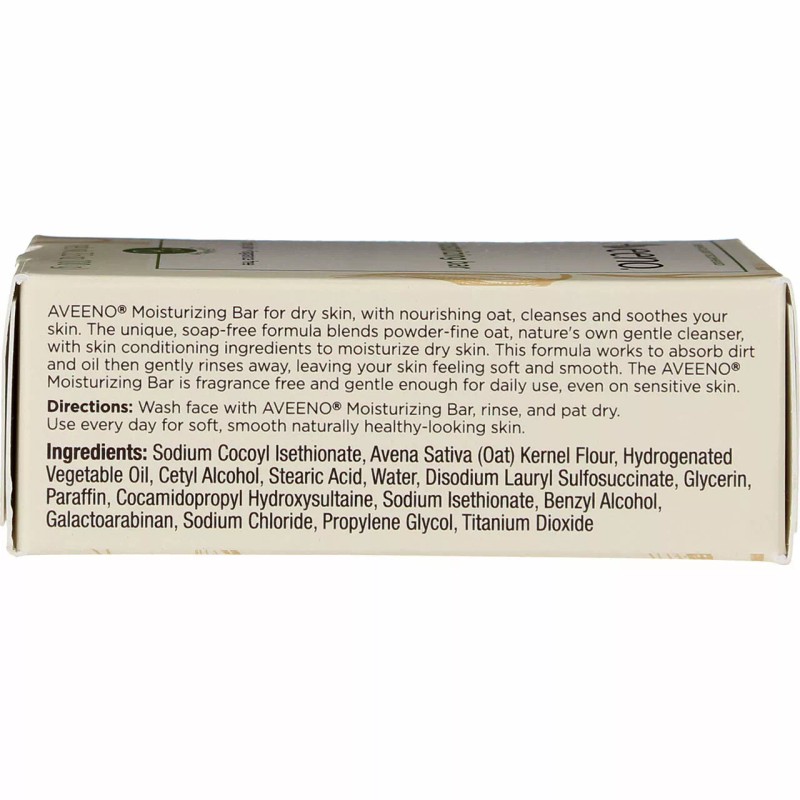 AVEENO® Moisturizing Bar for dry skin, with nourishing oat, cleanses and soothes your
skin. The unique, soap-free formula blends powder-fine oat, nature's own gentle cleanser,
with skin conditioning ingredients to moisturize dry skin. This formula works to absorb dirt
and oil then gently rinses away, leaving your skin feeling soft and smooth. The AVEENO®
Moisturizing Bar is fragrance free and gentle enough for daily use, even on sensitive skin.
Directions: Wash face with AVEENO® Moisturizing Bar, rinse, and pat dry.
Use every day for soft, smooth naturally healthy-looking skin.
Ingredients: Sodium Cocoyl Isethionate, Avena Sativa (Oat) Kernel Flour, Hydrogenated
Vegetable Oil, Cetyl Alcohol, Stearic Acid, Water, Disodium Lauryl Sulfosuccinate, Glycerin,
Paraffin, Cocamidopropyl Hydroxysultaine, Sodium Isethionate, Benzyl Alcohol,
Galactoarabinan, Sodium Chloride, Propylene Glycol, Titanium Dioxide